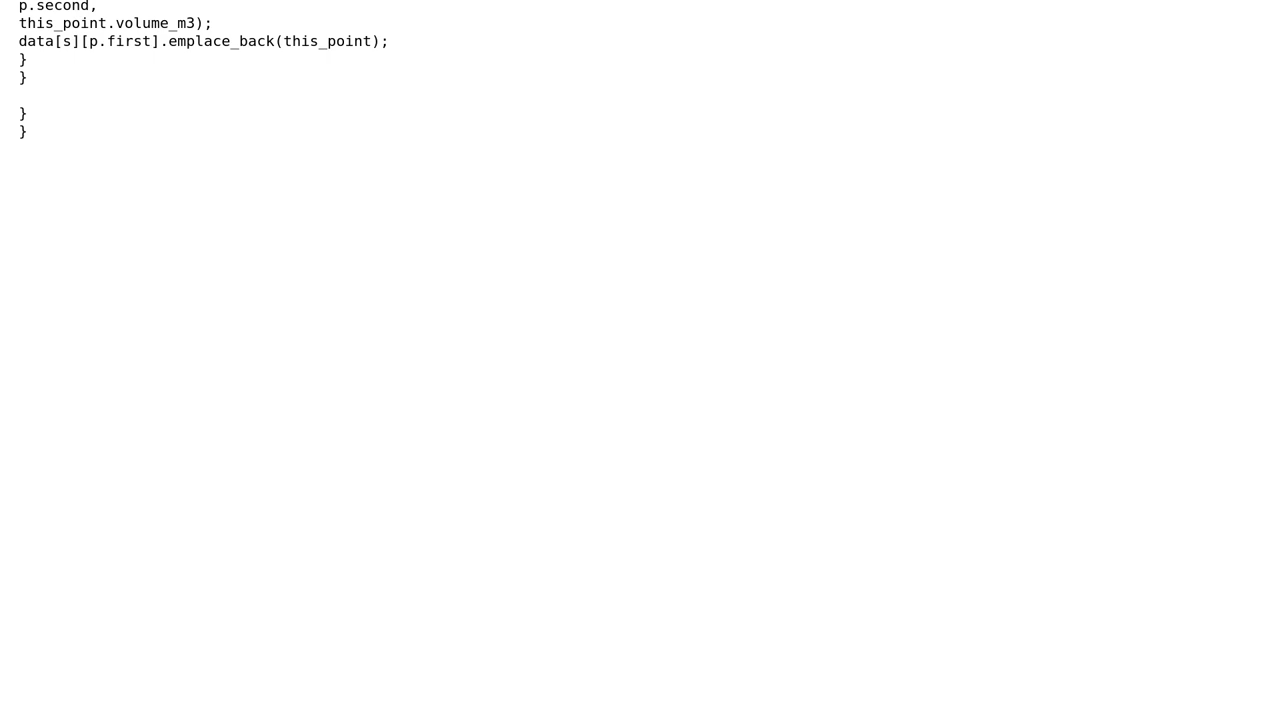 p.second,
this_point.volume_m3);
data[s][p.first].emplace_back(this_point);
}
}
}
}